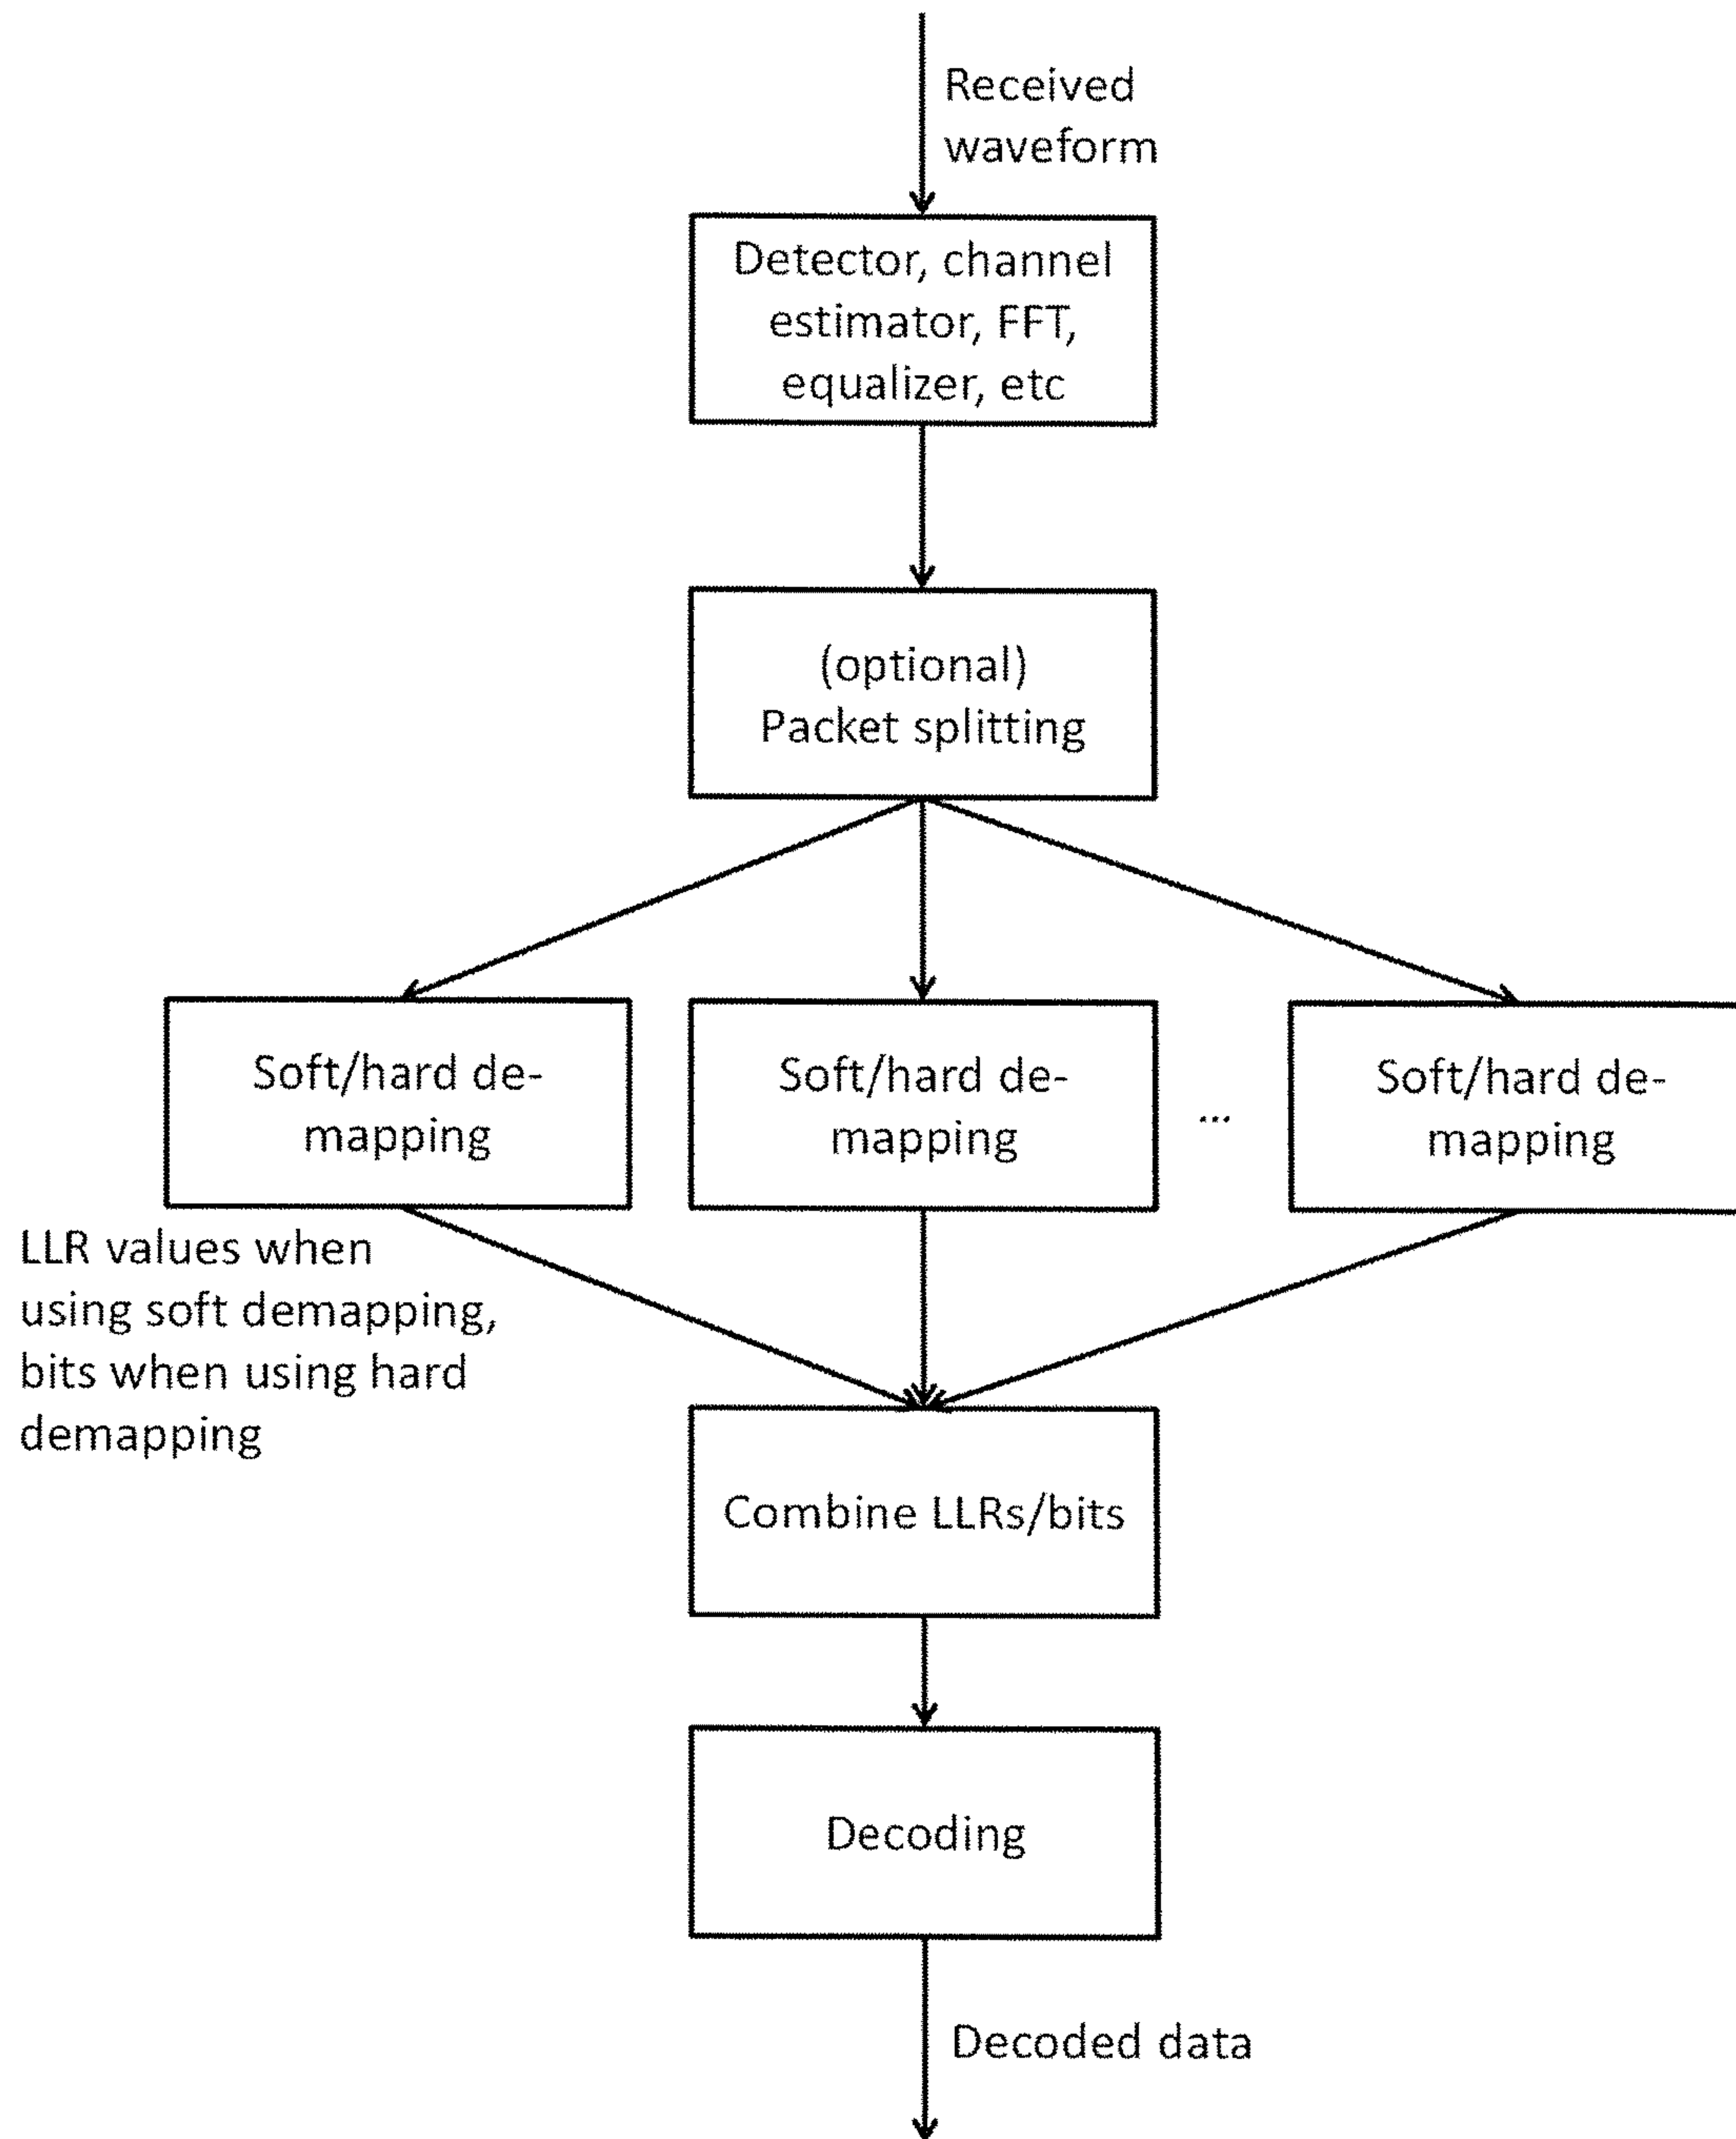 Received
waveform
Detector, channel
estimator, FFT,
equalizer, etc
(optional)
Packet splitting
Soft/hard de-
mapping
Soft/hard de-
mapping
...
Soft/hard de-
mapping
LLR values when
using soft demapping,
bits when using hard
demapping
Combine LLRs/bits
Decoding
Decoded data